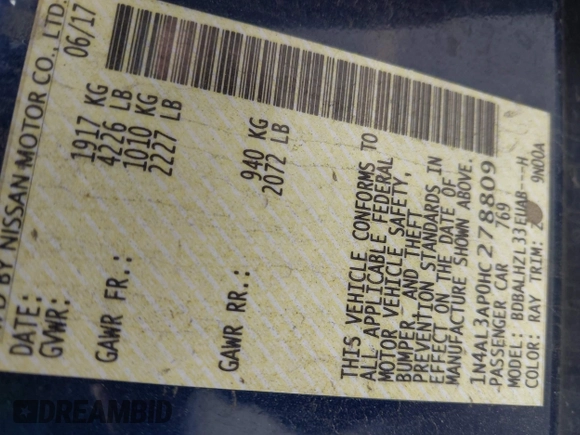 D BY NISSAN MOTOR CO., LTD.
DATE: 06/17
GVWR: 1917 KG
4226 LB
GAWR FR.: 1010 KG
2227 LB
GAWR RR.: 940 KG
2072 LB
THIS VEHICLE CONFORMS TO
ALL APPLICABLE FEDERAL
MOTOR VEHICLE SAFETY,
BUMPER AND THEFT
PREVENTION STANDARDS IN
EFFECT ON THE DATE OF
MANUFACTURE SHOWN ABOVE.
1N4AL3AP0HC278809
PASSENGER CAR 769
MODEL: BDBALHZL33EUAB---H
COLOR: RAY TRIM: 9N00A
DREAMBID